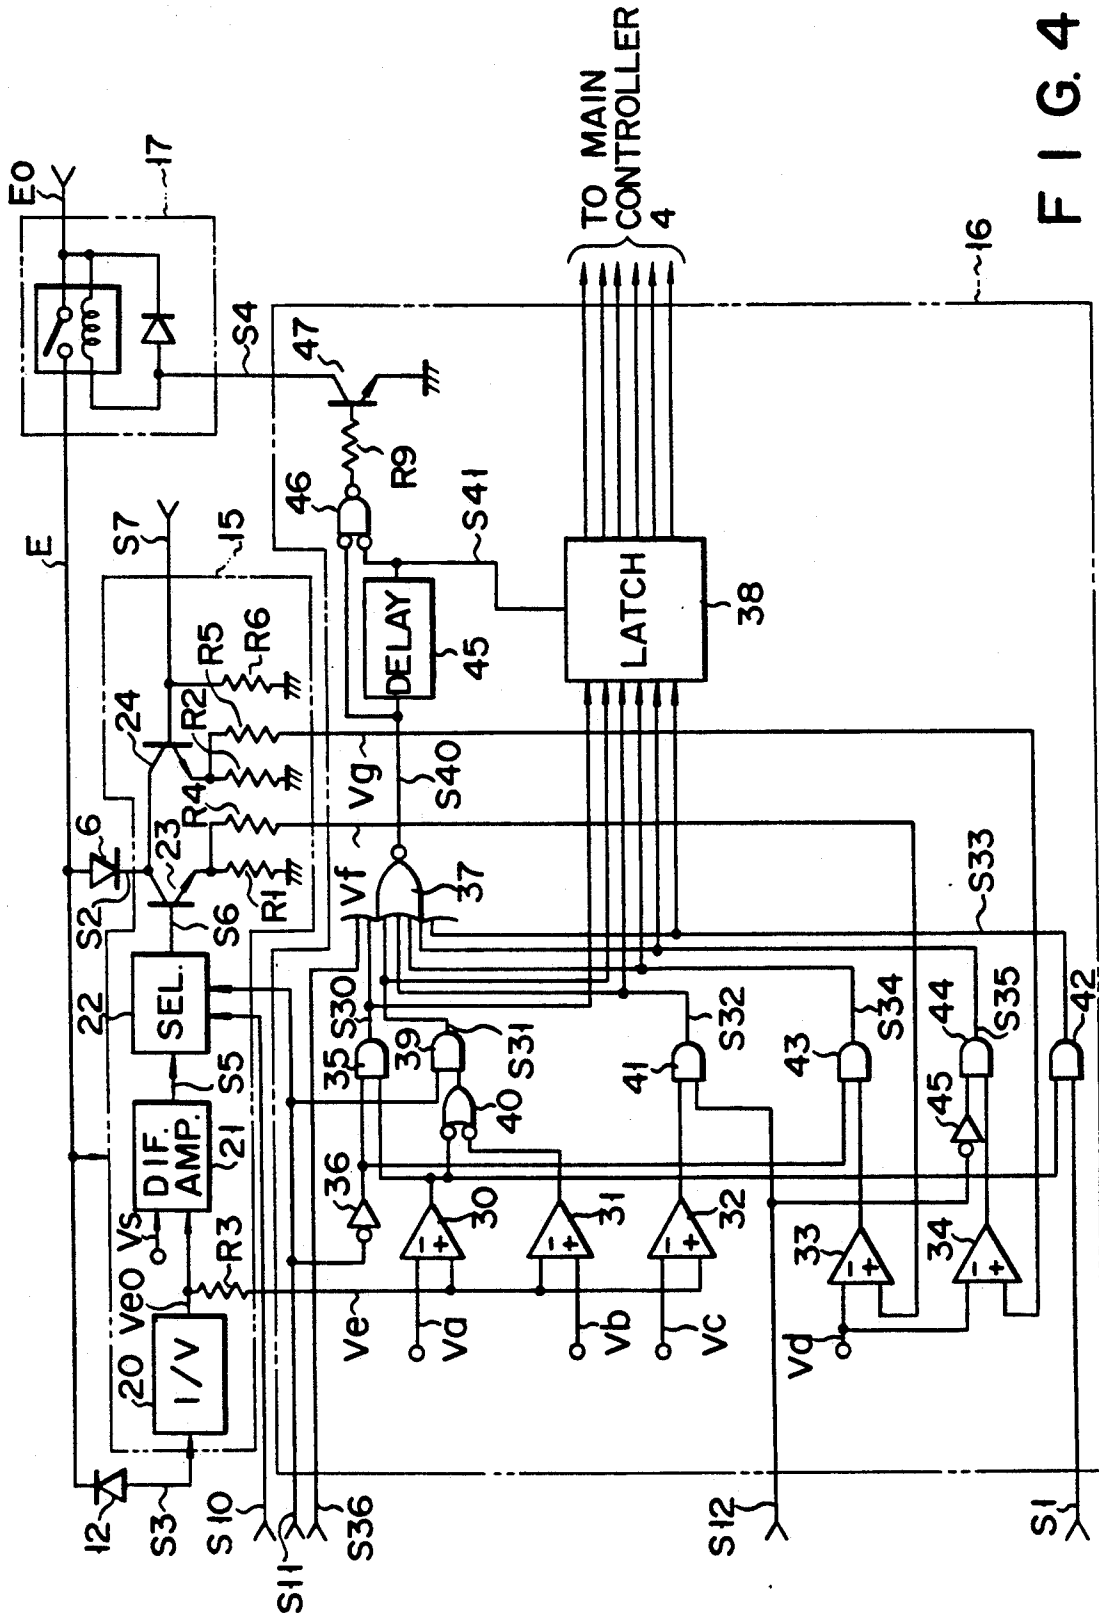 12
S3
20
I/V
Veo
Vs
R3
DIF.
AMP.
21
S5
22
SEL.
S6
S2
6
23
24
R1
R4
R2
R5
R6
15
S7
E
EO
17
S4
S10
S11
S36
Ve
Va
Vb
Vc
Vd
S12
S1
36
30
31
32
33
34
35
39
40
41
43
44
45
42
S30
S31
S32
S34
S35
S33
Vf
37
Vg
S40
DELAY
45
46
R9
47
S41
LATCH
38
TO MAIN
CONTROLLER
4
16
FIG. 4